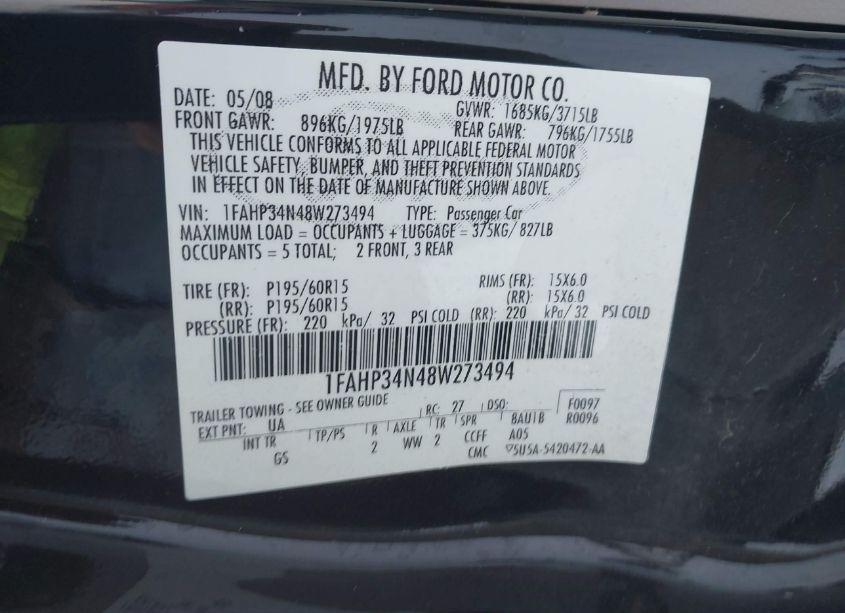 MFD. BY FORD MOTOR CO.
DATE: 05/08 GVWR: 1685KG/3715LB
FRONT GAWR: 896KG/1975LB REAR GAWR: 796KG/1755LB
THIS VEHICLE CONFORMS TO ALL APPLICABLE FEDERAL MOTOR
VEHICLE SAFETY, BUMPER, AND THEFT PREVENTION STANDARDS
IN EFFECT ON THE DATE OF MANUFACTURE SHOWN ABOVE.
VIN: 1FAHP34N48W273494 TYPE: Passenger Car
MAXIMUM LOAD = OCCUPANTS + LUGGAGE = 375KG/ 827LB
OCCUPANTS = 5 TOTAL; 2 FRONT, 3 REAR
TIRE (FR): P195/60R15 RIMS (FR): 15X6.0
(RR): P195/60R15 (RR): 15X6.0
PRESSURE (FR): 220 kPa/ 32 PSI COLD (RR): 220 kPa/ 32 PSI COLD
1FAHP34N48W273494
TRAILER TOWING - SEE OWNER GUIDE RC: 27 DSO: F0097
EXT PNT: UA R0096
INT TR TP/PS R AXLE TR SPR BAU1B
GS 2 WW 2 CCFF A05
CMC 5U5A-5420472-AA